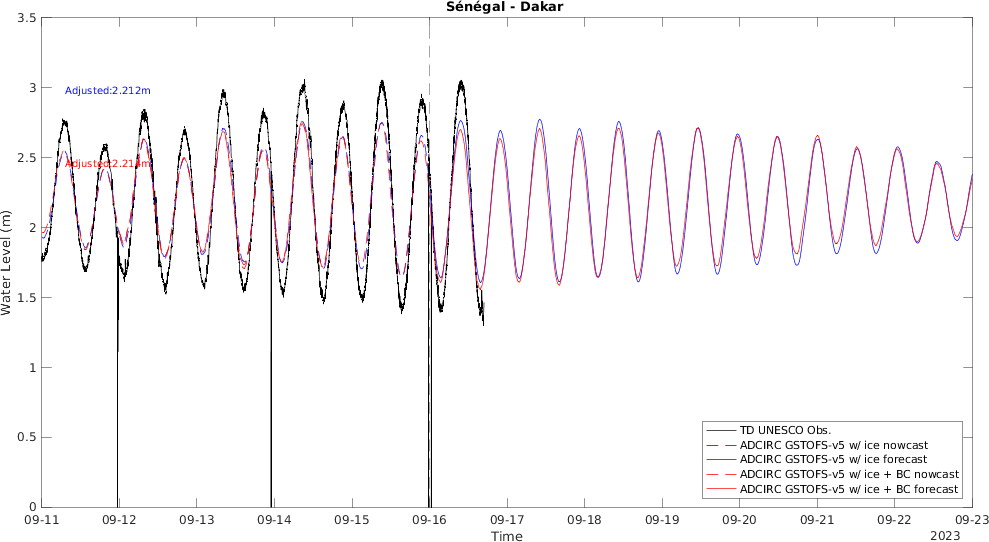 Sénégal - Dakar
3.5
3
2.5
2
1.5
1
0.5
0
Water Level (m)
Adjusted:2.212m
Adjusted:2.214m
TD UNESCO Obs.
ADCIRC GSTOFS-v5 w/ ice nowcast
ADCIRC GSTOFS-v5 w/ ice forecast
ADCIRC GSTOFS-v5 w/ ice + BC nowcast
ADCIRC GSTOFS-v5 w/ ice + BC forecast
09-11 09-12 09-13 09-14 09-15 09-16 09-17 09-18 09-19 09-20 09-21 09-22 09-23
Time
2023